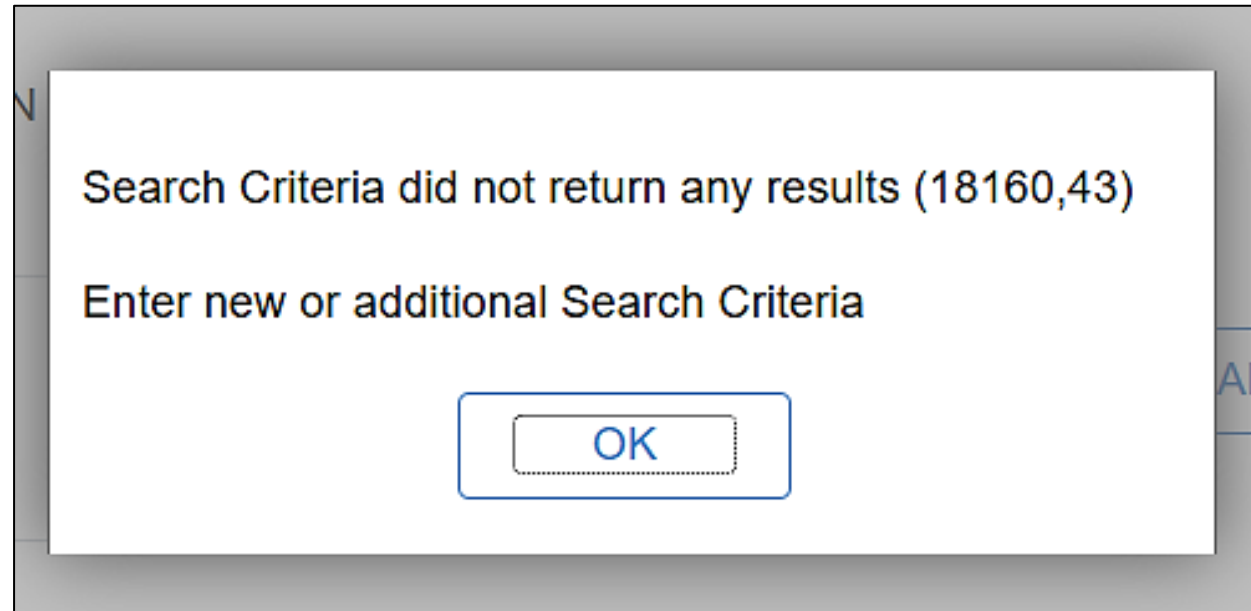 N
Search Criteria did not return any results (18160,43)
Enter new or additional Search Criteria
OK